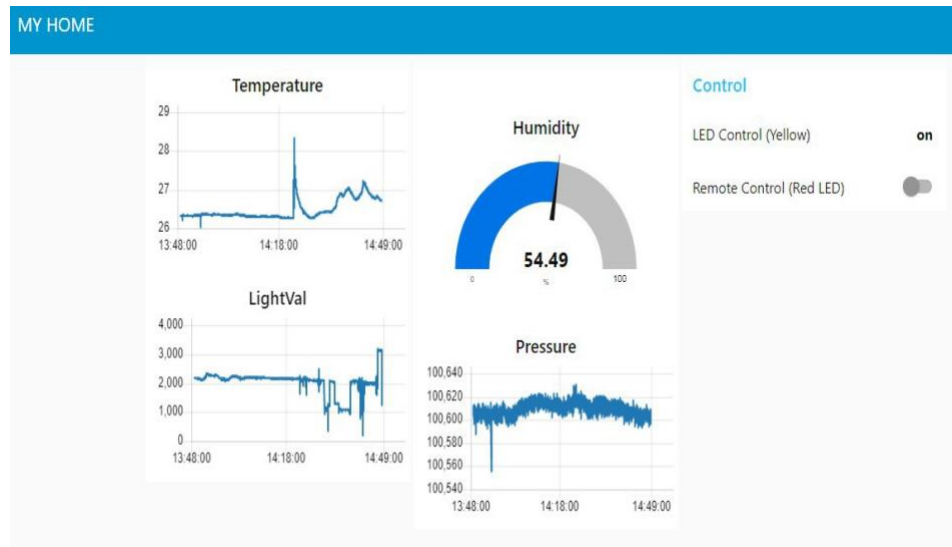 MY HOME
Temperature
29
28
27
26
13:48:00 14:18:00 14:49:00
LightVal
4,000
3,000
2,000
1,000
0
13:48:00 14:18:00 14:49:00
Humidity
54.49
0 % 100
Pressure
100,640
100,620
100,600
100,580
100,560
100,540
13:48:00 14:18:00 14:49:00
Control
LED Control (Yellow) on
Remote Control (Red LED)